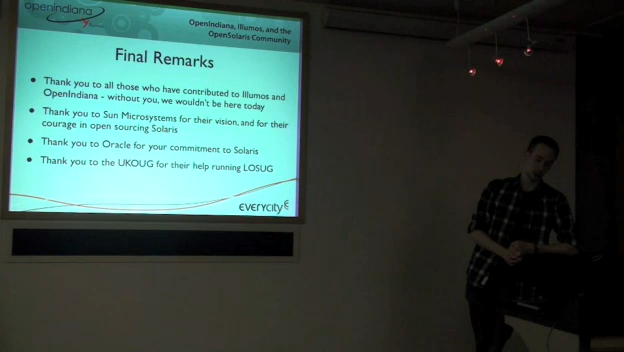 openindiana
OpenIndiana, Illumos, and the
OpenSolaris Community
Final Remarks
• Thank you to all those who have contributed to Illumos and
OpenIndiana - without you, we wouldn't be here today
• Thank you to Sun Microsystems for their vision, and for their
courage in open sourcing Solaris
• Thank you to Oracle for your commitment to Solaris
• Thank you to the UKOUG for their help running LOSUG
EVERYCITY